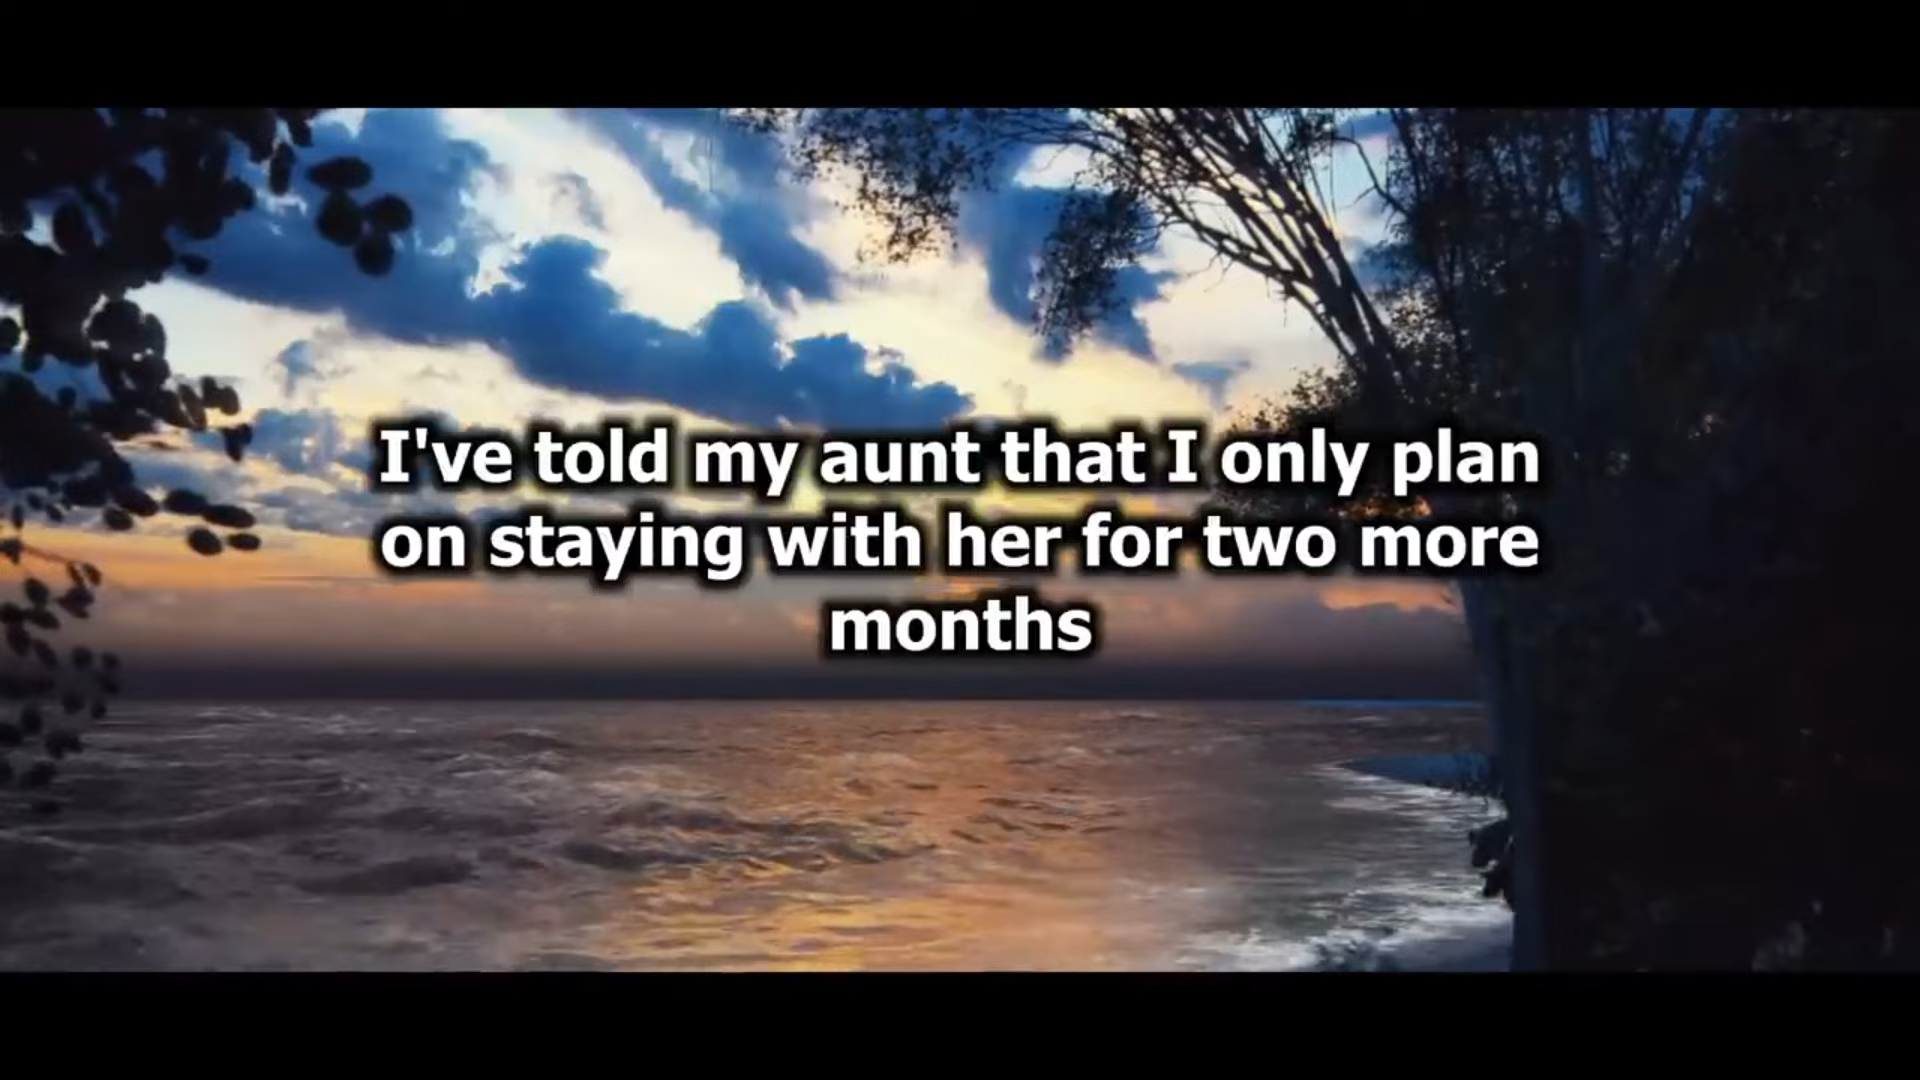 I've told my aunt that I only plan
on staying with her for two more
months